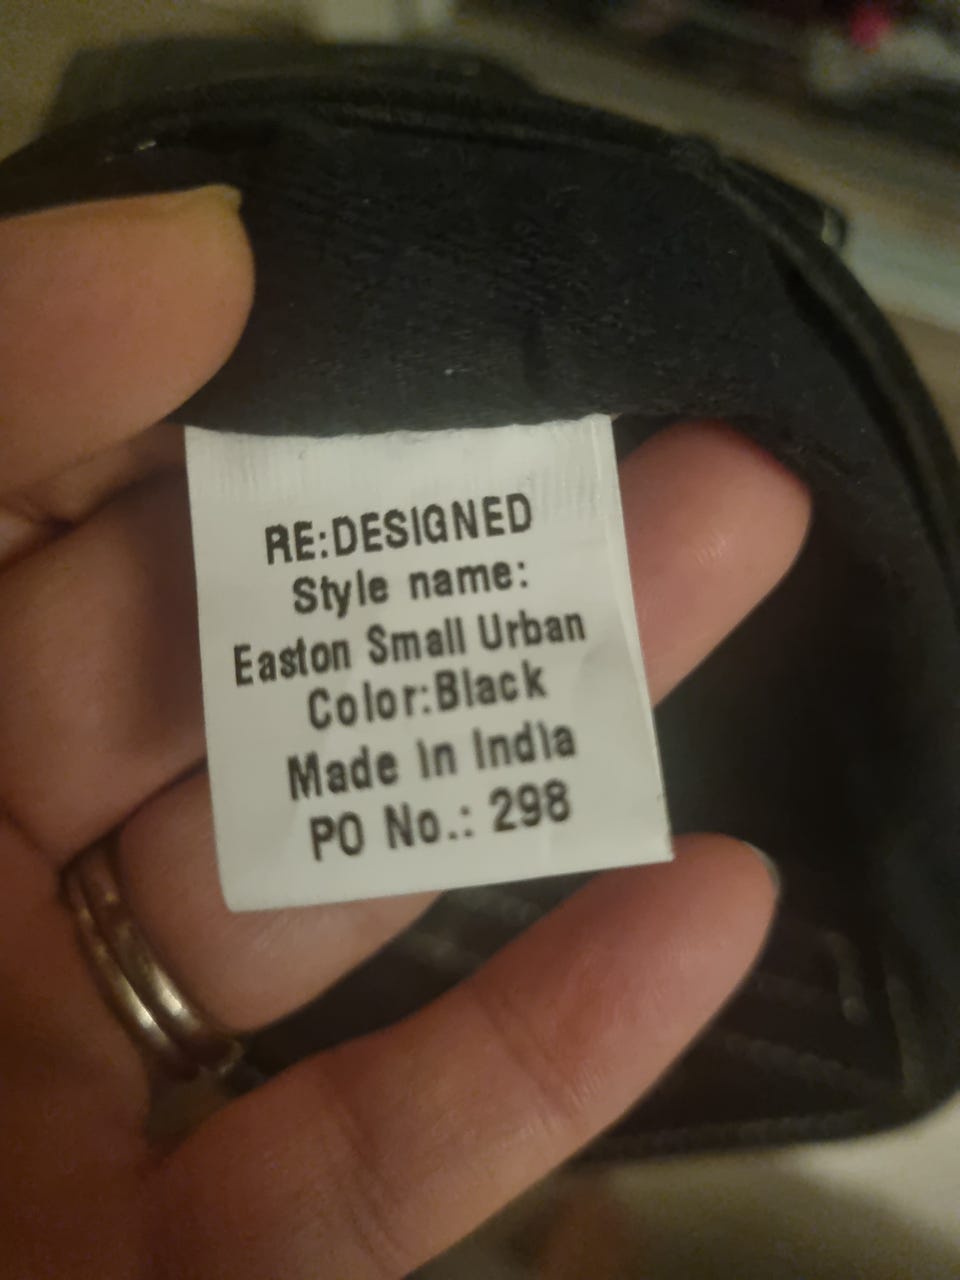 RE:DESIGNED
Style name:
Easton Small Urban
Color:Black
Made in India
PO No.: 298